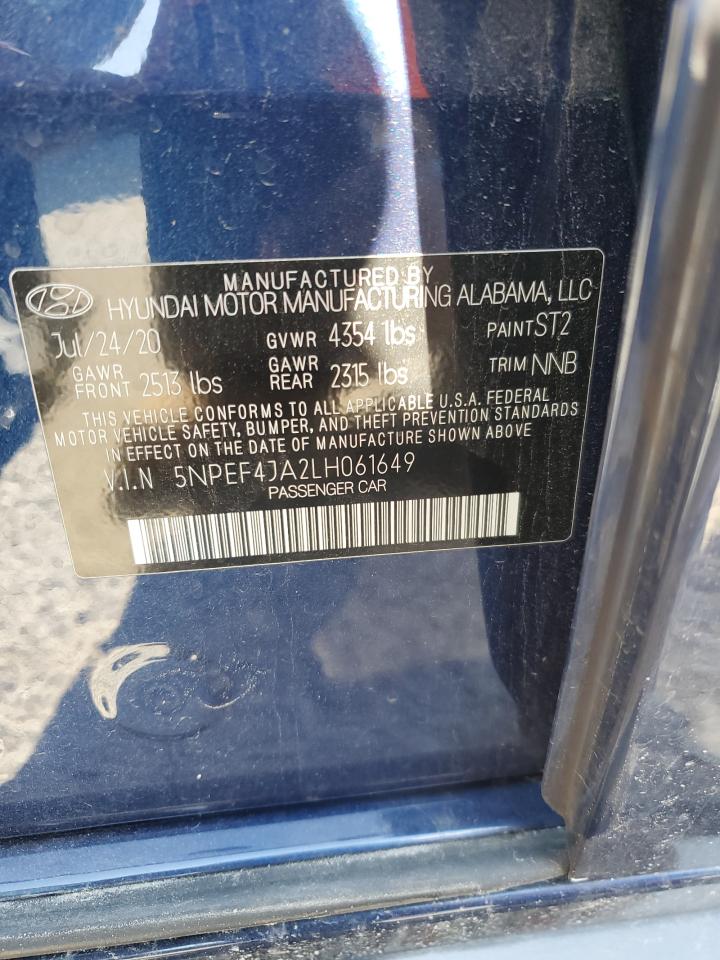 MANUFACTURED BY
HYUNDAI MOTOR MANUFACTURING ALABAMA, LLC
Jul/24/20 GVWR 4354 lbs PAINT ST2
GAWR FRONT 2513 lbs GAWR REAR 2315 lbs TRIM NNB
THIS VEHICLE CONFORMS TO ALL APPLICABLE U.S.A. FEDERAL
MOTOR VEHICLE SAFETY, BUMPER, AND THEFT PREVENTION STANDARDS
IN EFFECT ON THE DATE OF MANUFACTURE SHOWN ABOVE
V.I.N 5NPEF4JA2LH061649
PASSENGER CAR